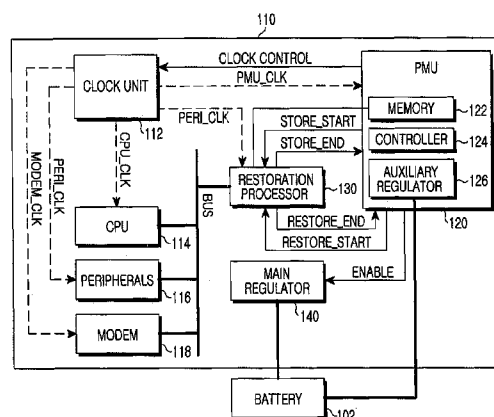 110
CLOCK CONTROL
PMU
CLOCK UNIT
PMU_CLK
112
MEMORY
122
PERI_CLK
STORE_START
CONTROLLER
124
STORE_END
MODEM_CLK
PERI_CLK
CPU_CLK
AUXILIARY
REGULATOR
126
RESTORATION
PROCESSOR
130
BUS
RESTORE_END
120
CPU
114
RESTORE_START
MAIN
REGULATOR
ENABLE
PERIPHERALS
116
140
MODEM
118
BATTERY
102